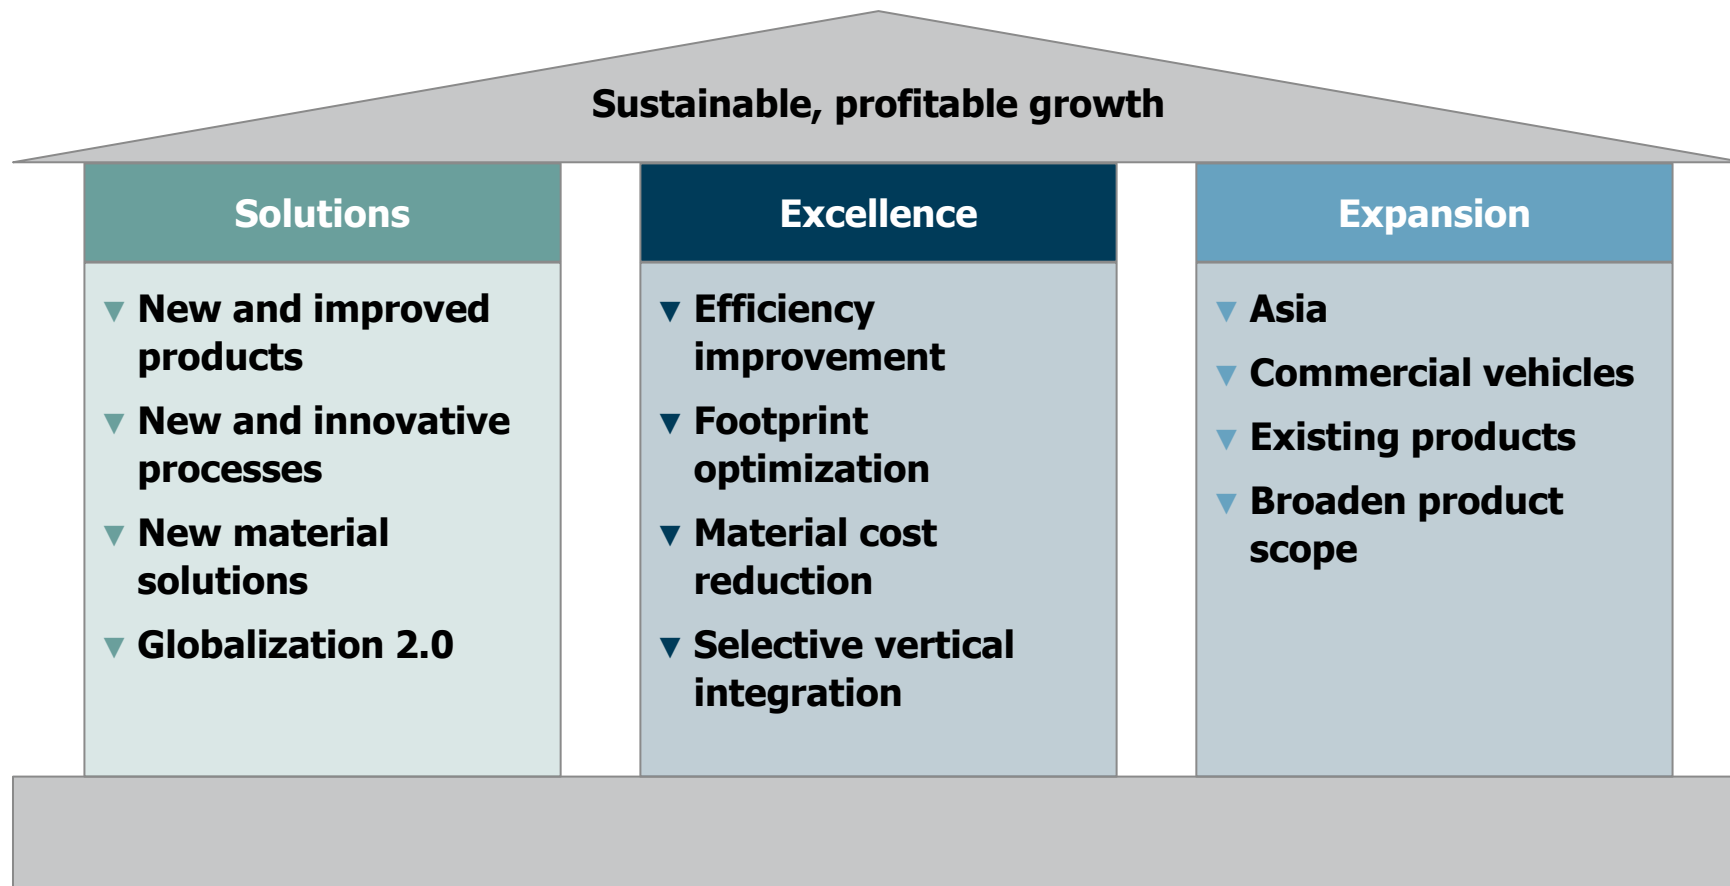 Sustainable, profitable growth
Solutions
▼ New and improved
products
▼ New and innovative
processes
▼ New material
solutions
▼ Globalization 2.0
Excellence
▼ Efficiency
improvement
▼ Footprint
optimization
▼ Material cost
reduction
▼ Selective vertical
integration
Expansion
▼ Asia
▼ Commercial vehicles
▼ Existing products
▼ Broaden product
scope